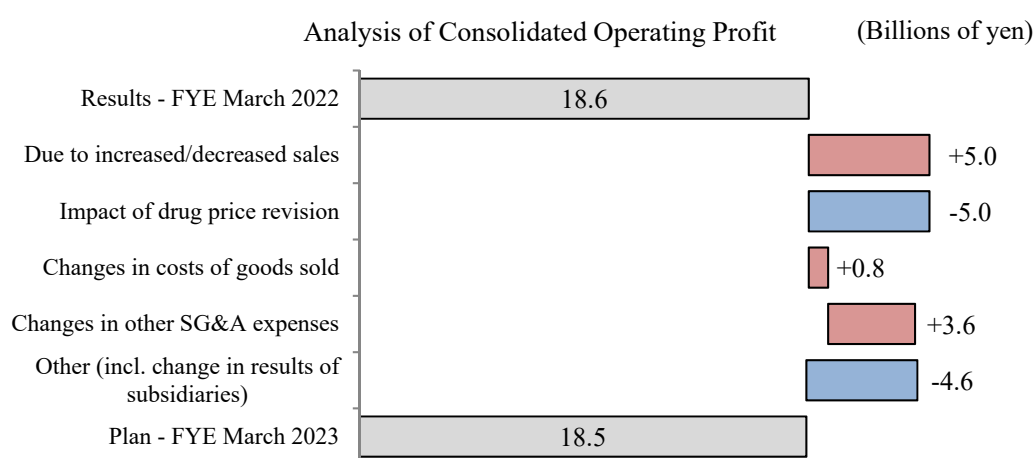 Analysis of Consolidated Operating Profit (Billions of yen)
Results - FYE March 2022 18.6
Due to increased/decreased sales +5.0
Impact of drug price revision -5.0
Changes in costs of goods sold +0.8
Changes in other SG&A expenses +3.6
Other (incl. change in results of
subsidiaries) -4.6
Plan - FYE March 2023 18.5